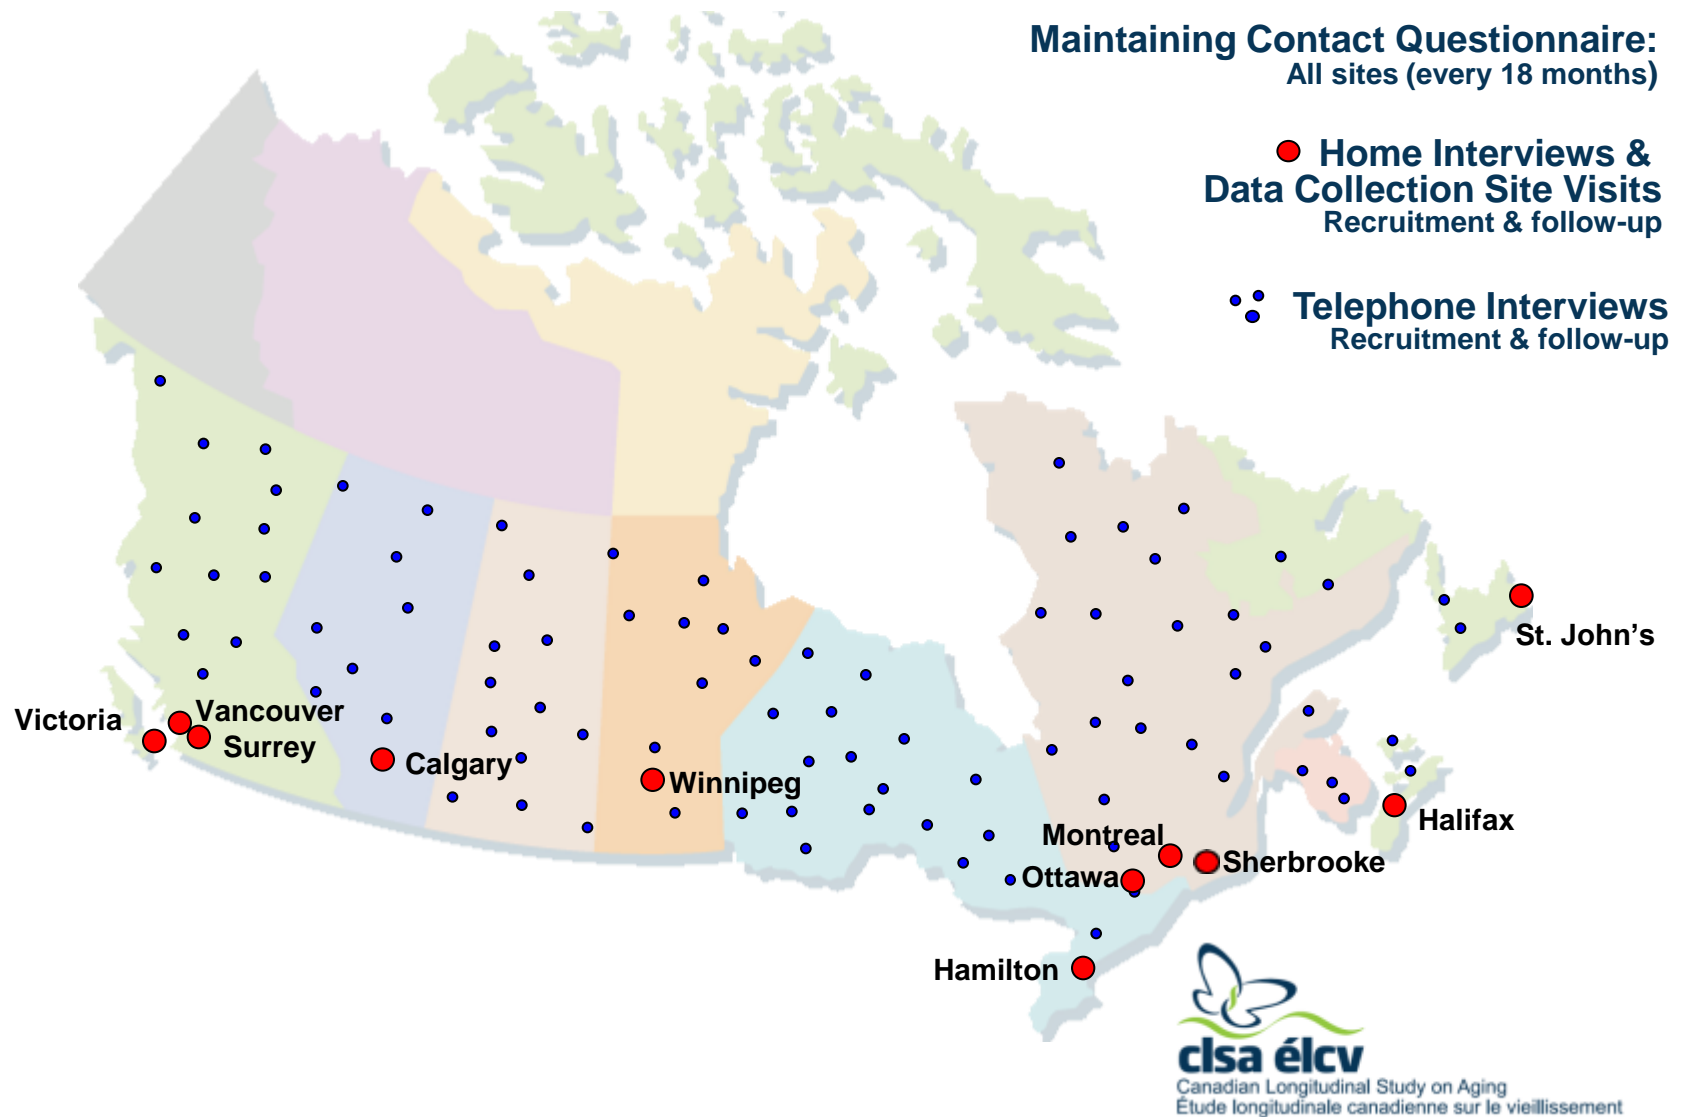 Maintaining Contact Questionnaire:
All sites (every 18 months)
Home Interviews &
Data Collection Site Visits
Recruitment & follow-up
Telephone Interviews
Recruitment & follow-up
St. John’s
Victoria
Vancouver
Surrey
Calgary
Winnipeg
Halifax
Montreal
Sherbrooke
Ottawa
Hamilton
clsa élcv
Canadian Longitudinal Study on Aging
Étude longitudinale canadienne sur le vieillissement